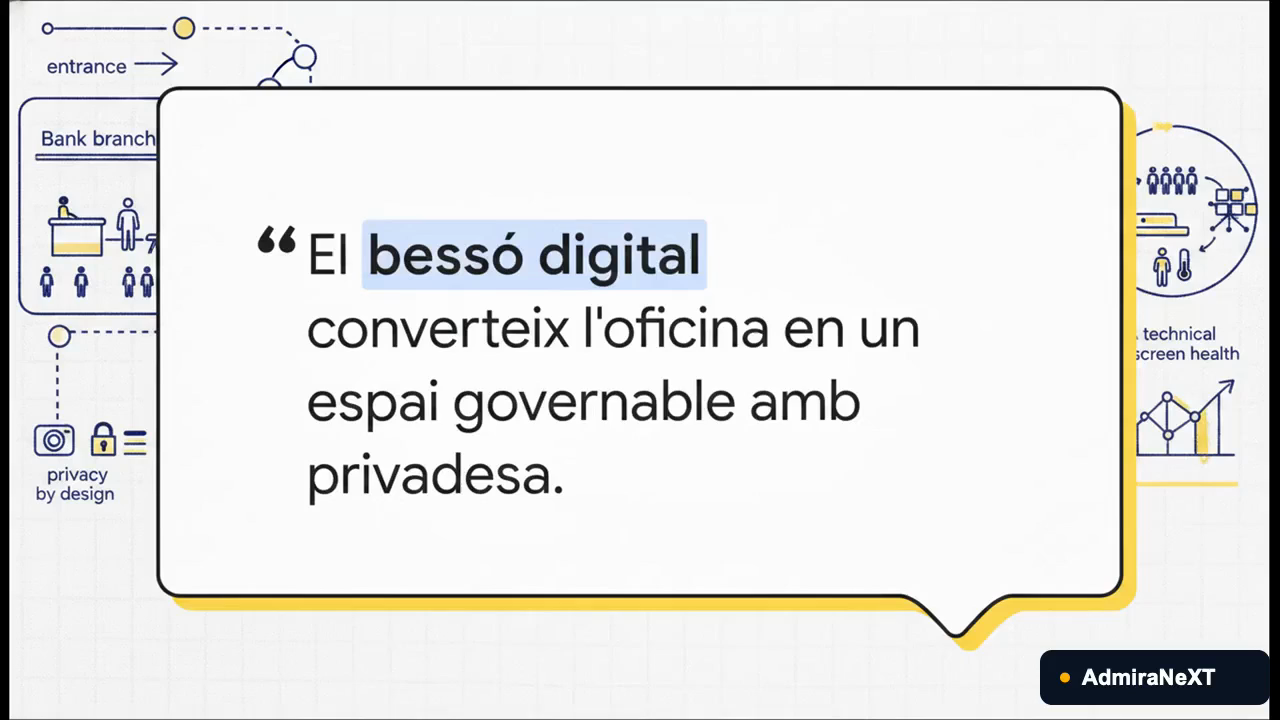 entrance
Bank branch
“El bessó digital
converteix l'oficina en un
espai governable amb
privadesa.
technical
screen health
privacy
by design
AdmiraNeXT